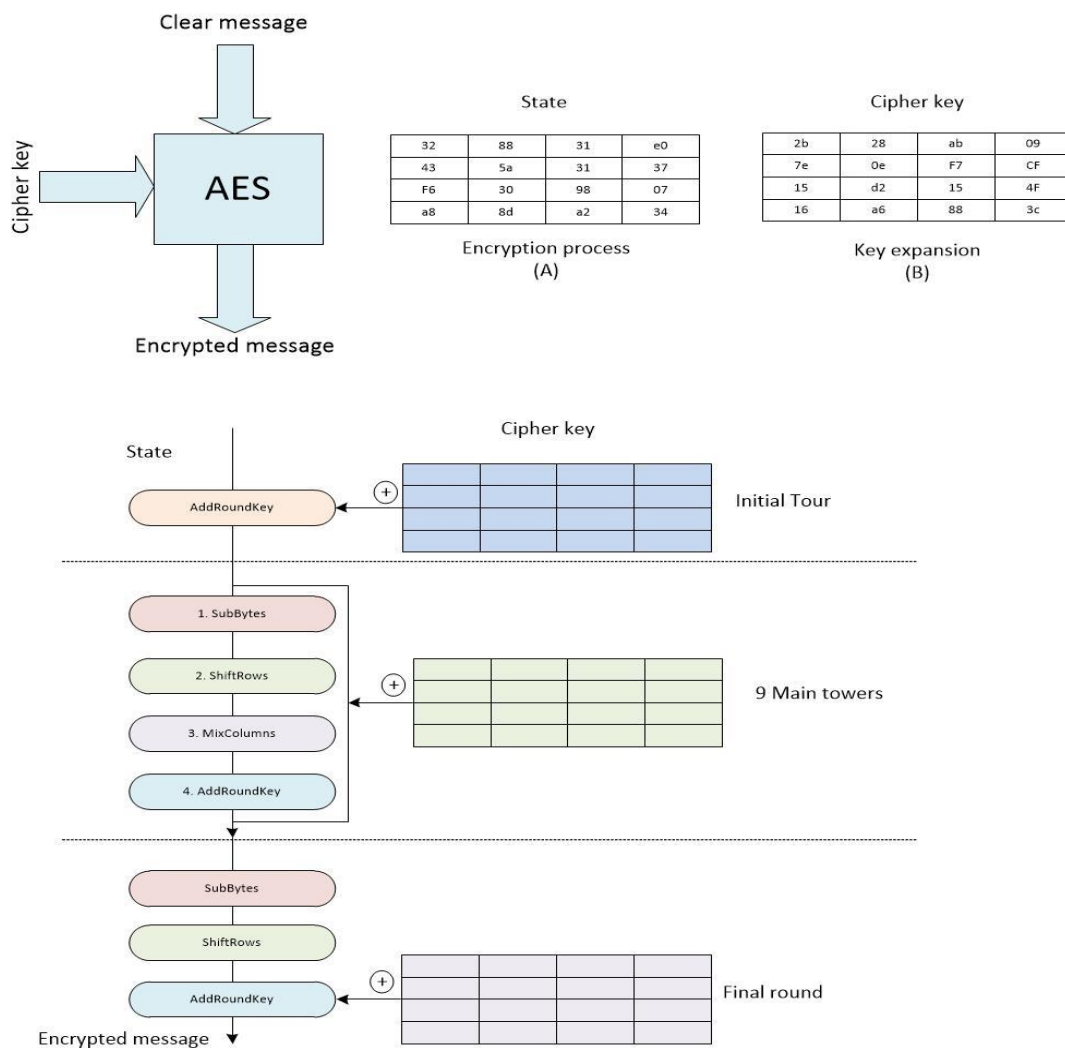 Clear message
Cipher key
AES
Encrypted message
State
32 88 31 e0
43 5a 31 37
F6 30 98 07
a8 8d a2 34
Encryption process
(A)
Cipher key
2b 28 ab 09
7e 0e F7 CF
15 d2 15 4F
16 a6 88 3c
Key expansion
(B)
State
Cipher key
AddRoundKey
+
Initial Tour
1. SubBytes
2. ShiftRows
3. MixColumns
4. AddRoundKey
+
9 Main towers
SubBytes
ShiftRows
AddRoundKey
+
Final round
Encrypted message